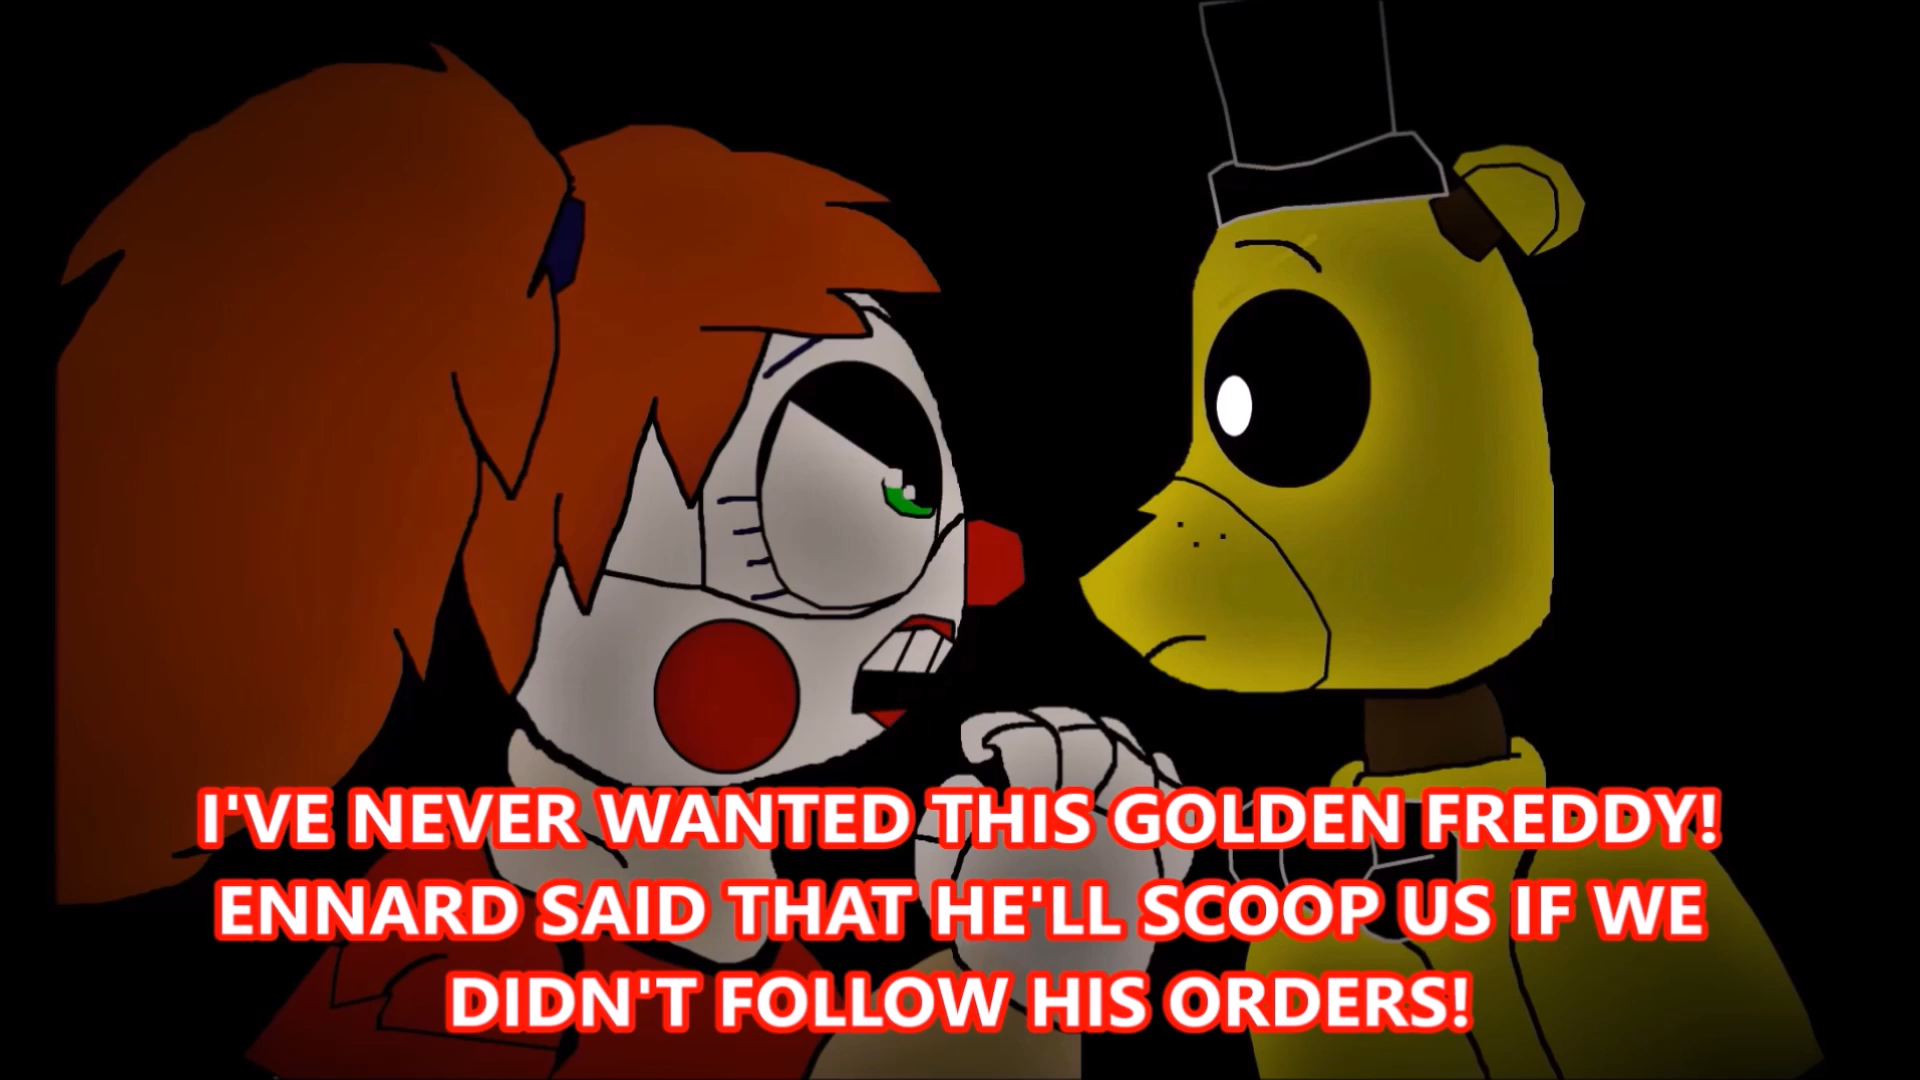 I'VE NEVER WANTED THIS GOLDEN FREDDY!
ENNARD SAID THAT HE'LL SCOOP US IF WE
DIDN'T FOLLOW HIS ORDERS!